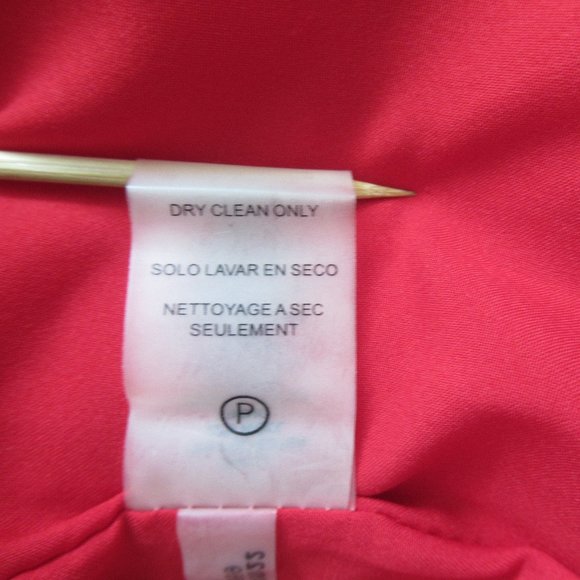 DRY CLEAN ONLY
SOLO LAVAR EN SECO
NETTOYAGE A SEC
SEULEMENT
P